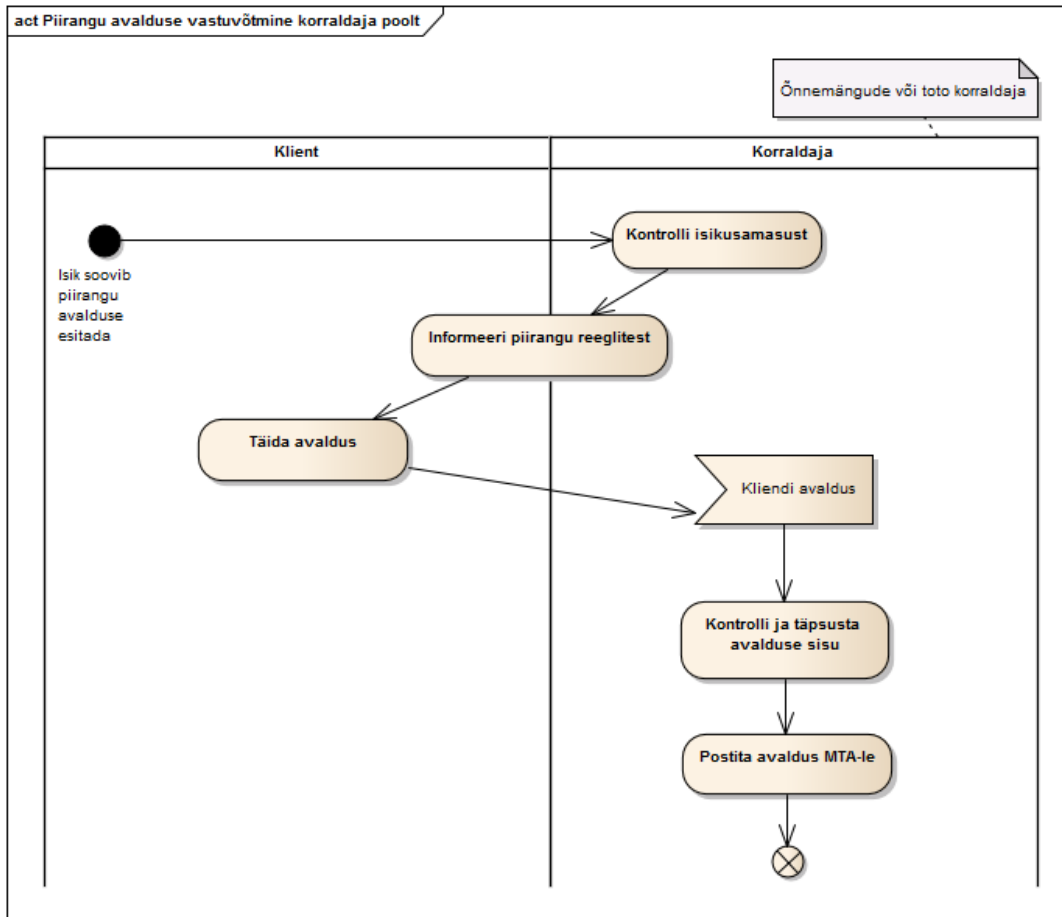 act Piirangu avalduse vastuvõtmine korraldaja poolt
Õnnemängude või toto korraldaja
Klient
Korraldaja
Kontrolli isikusamasust
Isik soovib
piirangu
avalduse
esitada
Informeeri piirangu reeglitest
Täida avaldus
Kliendi avaldus
Kontrolli ja täpsusta
avalduse sisu
Postita avaldus MTA-le